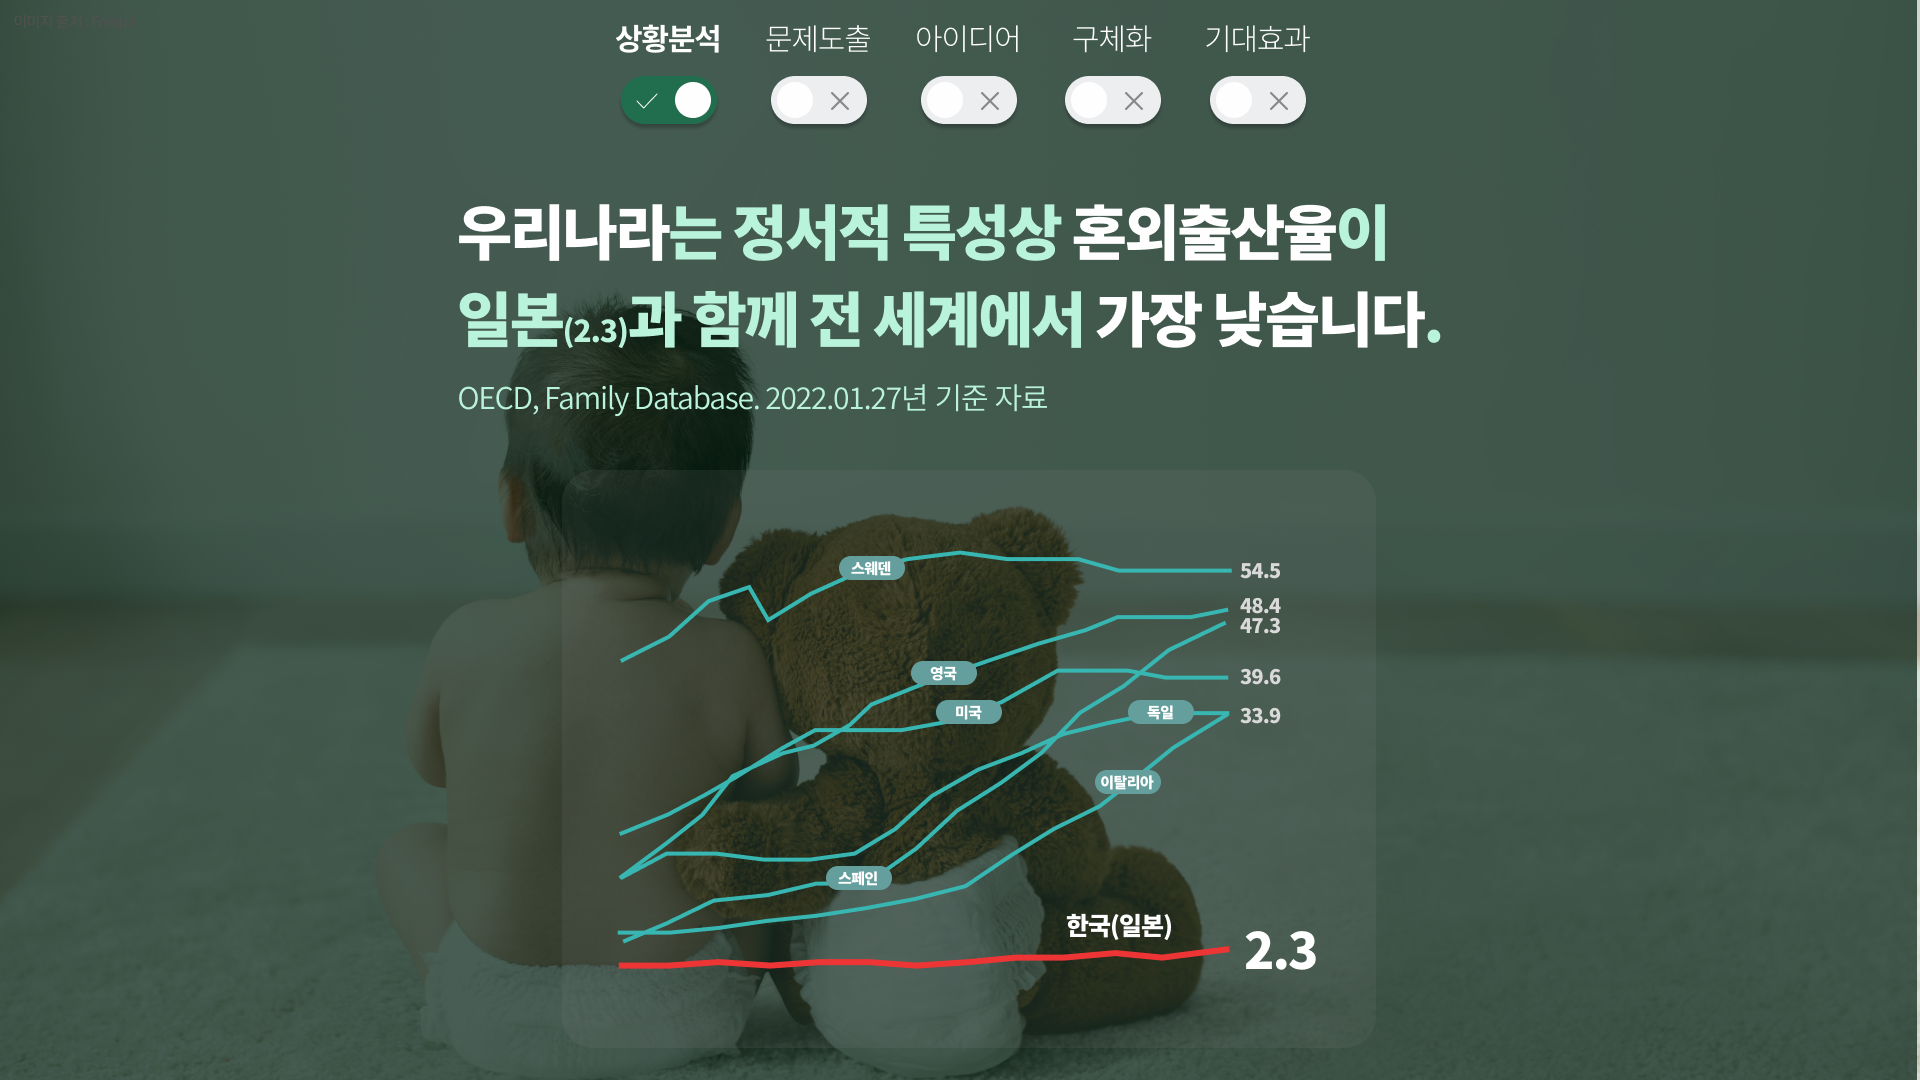 상황분석 문제도출 아이디어 구체화 기대효과
우리나라는 정서적 특성상 혼외출산율이
일본(2.3)과 함께 전 세계에서 가장 낮습니다.
OECD, Family Database. 2022.01.27년 기준 자료
스웨덴
54.5
48.4
47.3
영국
39.6
미국
독일
33.9
이탈리아
스페인
한국(일본)
2.3